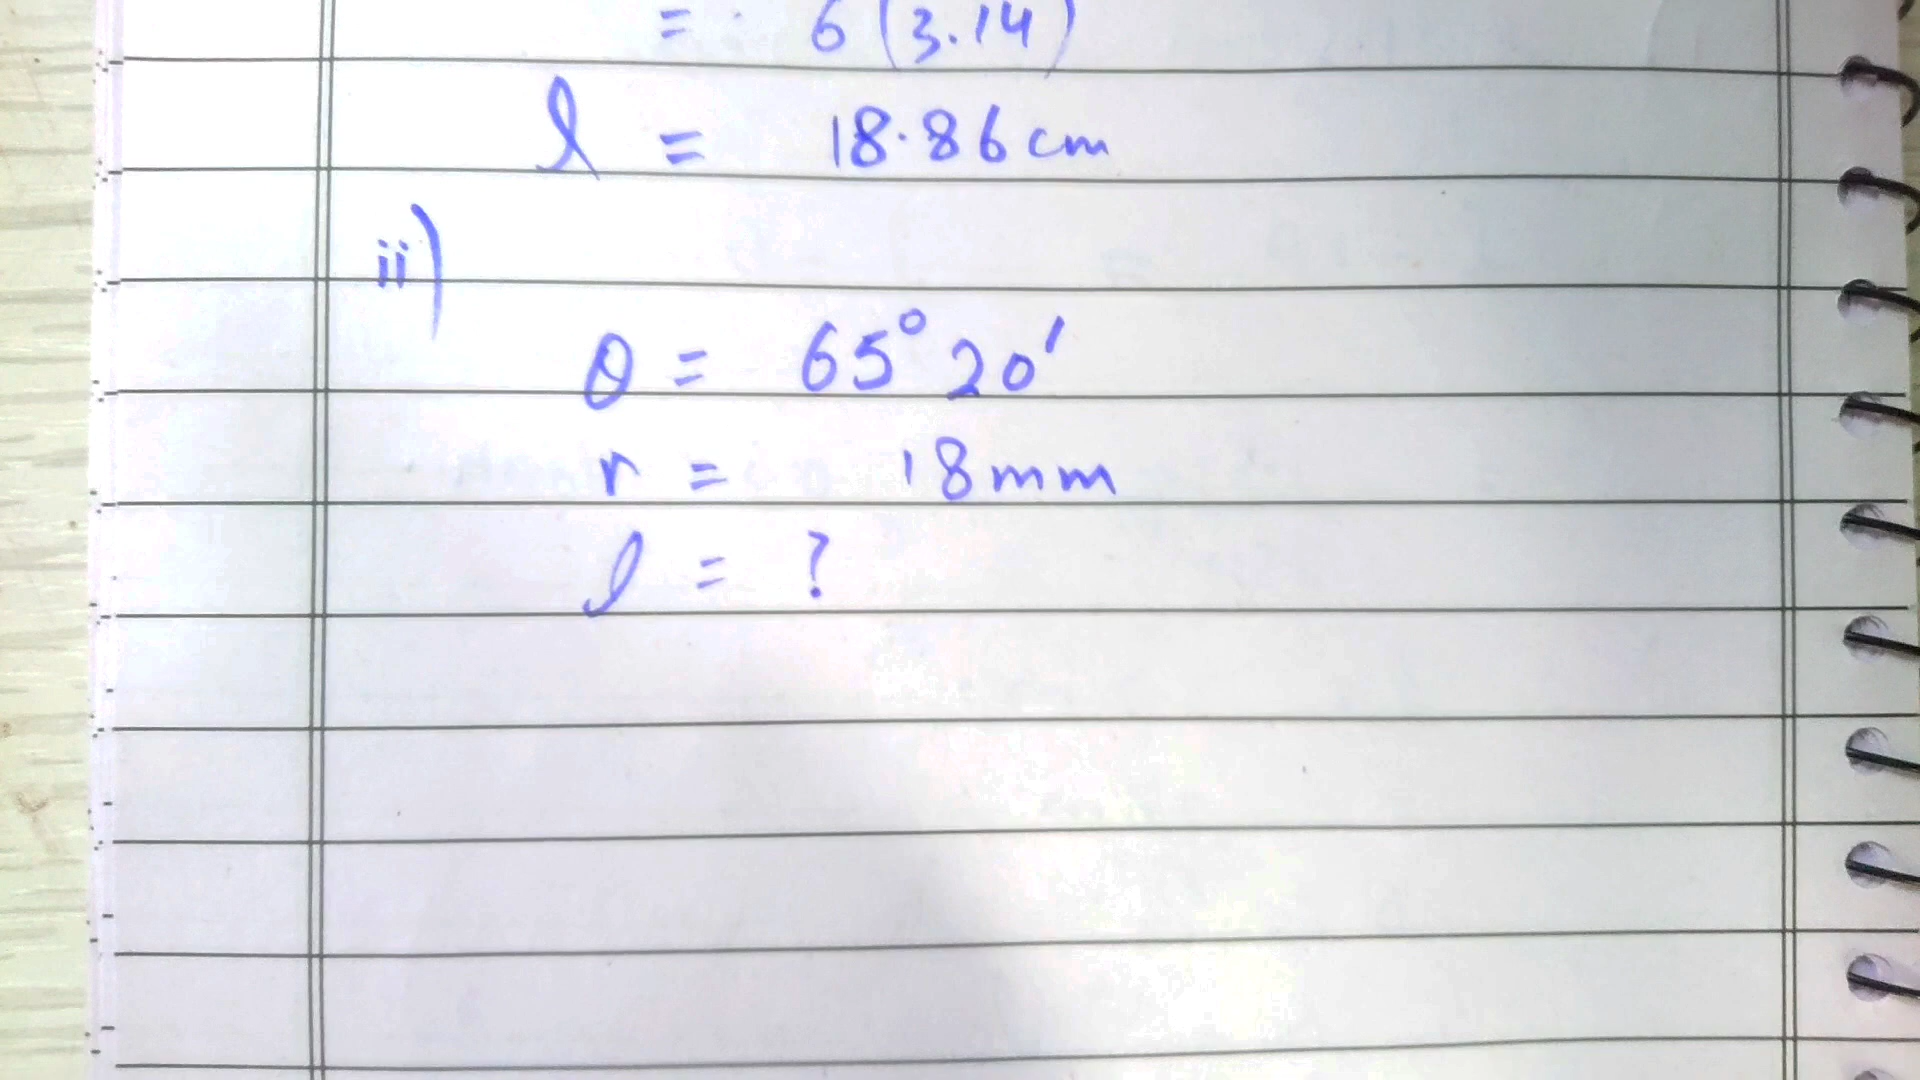 = 6 (3.14)
l = 18.86 cm
ii)
θ = 65° 20'
r = 18mm
l = ?